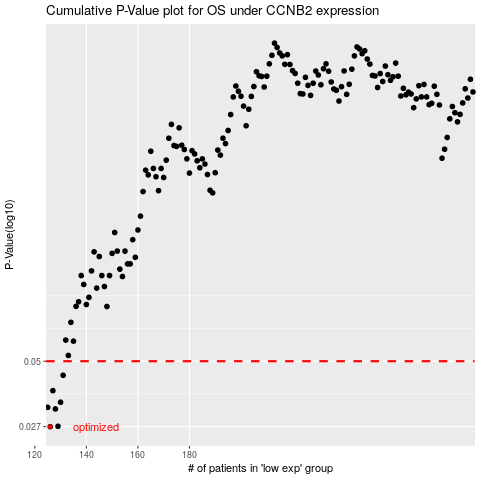 Cumulative P-Value plot for OS under CCNB2 expression
P-Value(log10)
0.05
0.027
optimized
120 140 160 180
# of patients in 'low exp' group